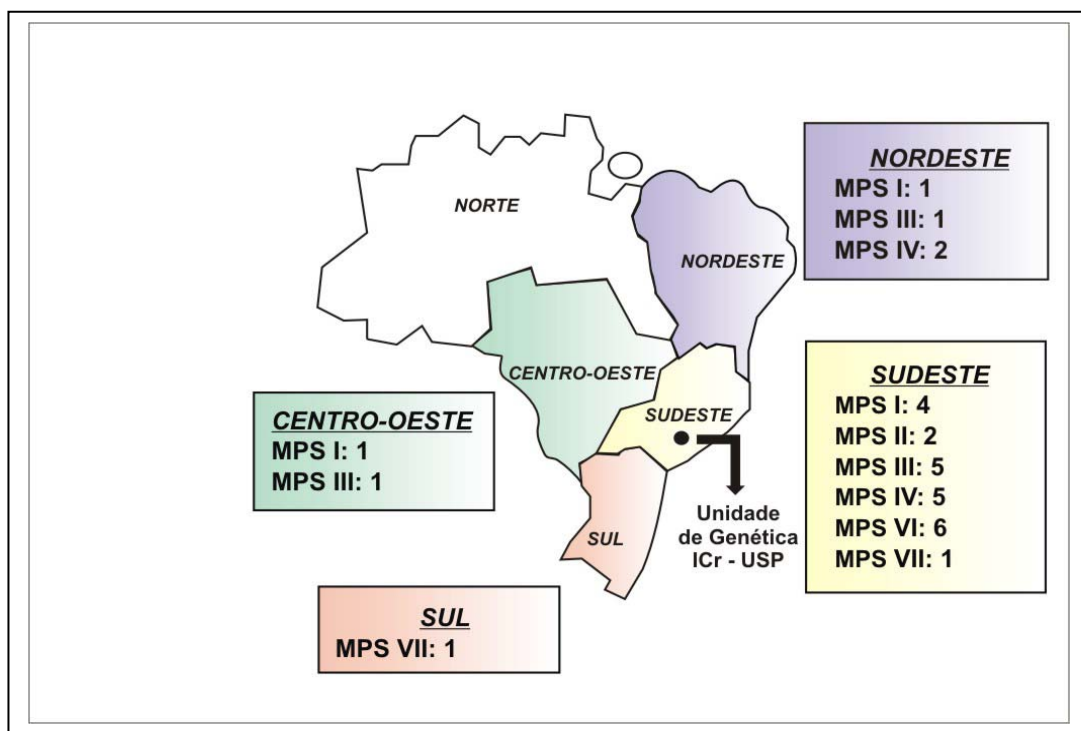 NORTE
NORDESTE
CENTRO-OESTE
SUDESTE
SUL
Unidade
de Genética
ICr - USP
NORDESTE
MPS I: 1
MPS III: 1
MPS IV: 2
SUDESTE
MPS I: 4
MPS II: 2
MPS III: 5
MPS IV: 5
MPS VI: 6
MPS VII: 1
CENTRO-OESTE
MPS I: 1
MPS III: 1
SUL
MPS VII: 1